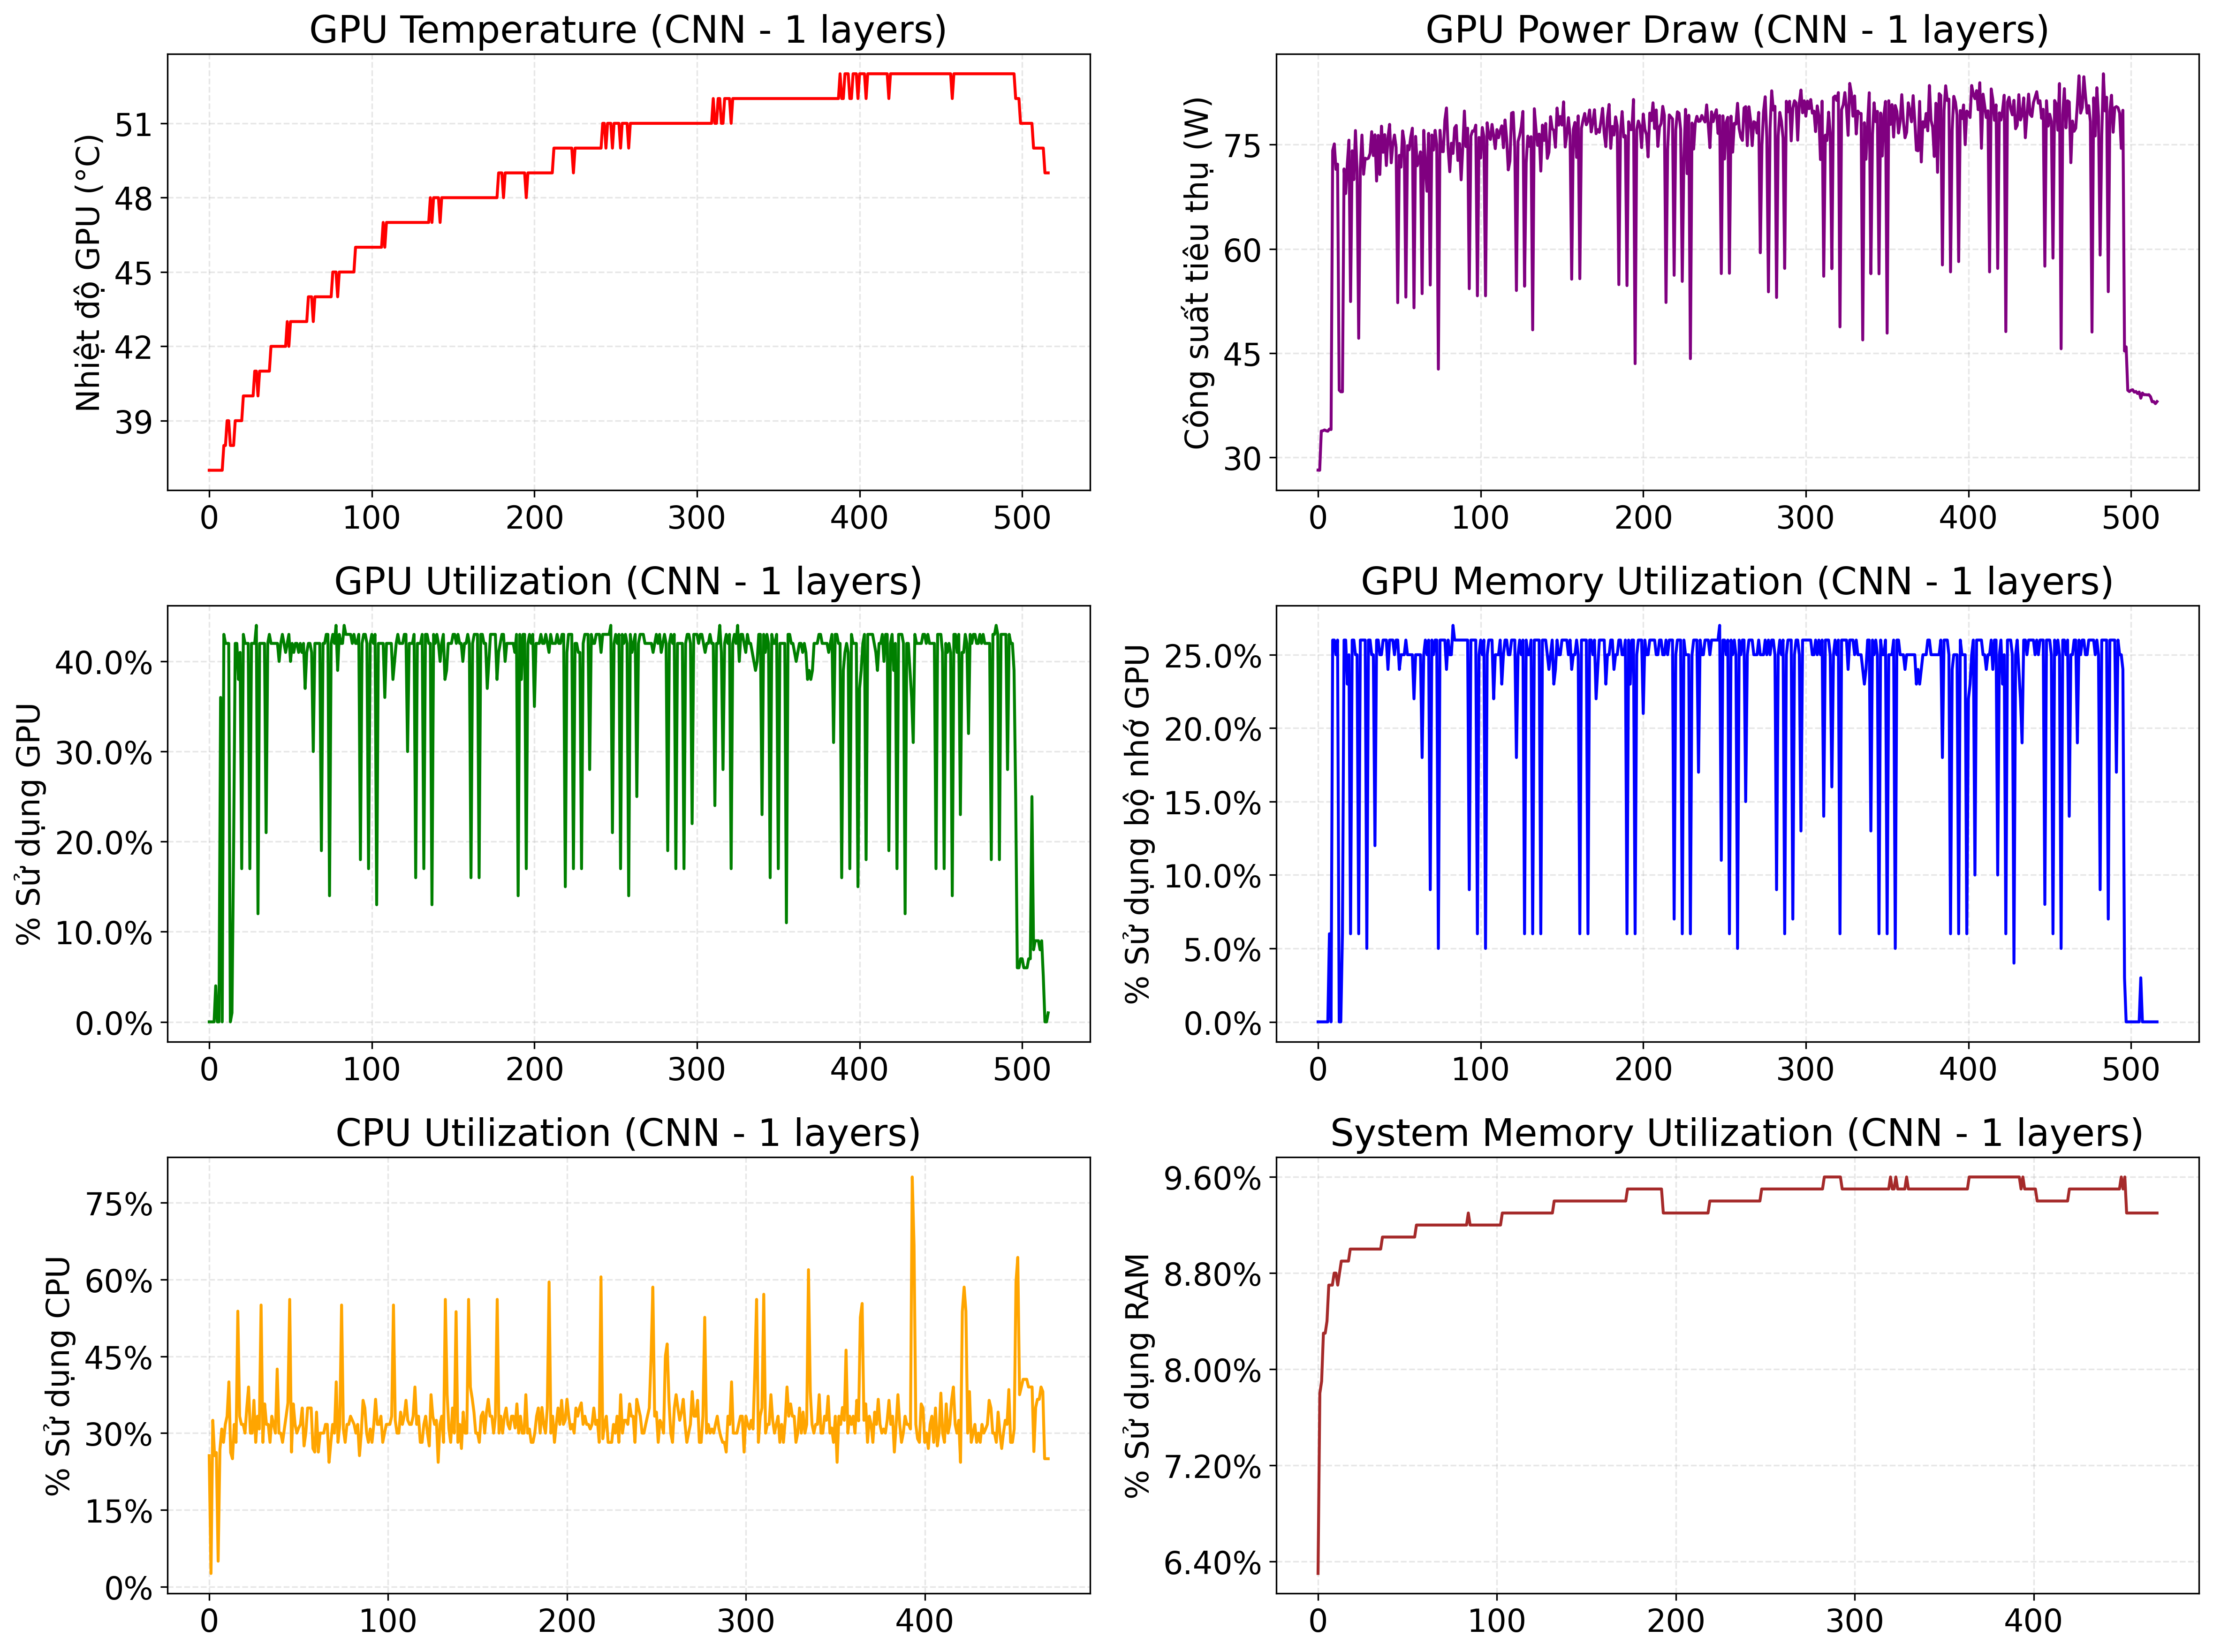 GPU Temperature (CNN - 1 layers)
Nhiệt độ GPU (°C)
51
48
45
42
39
0 100 200 300 400 500
GPU Power Draw (CNN - 1 layers)
Công suất tiêu thụ (W)
75
60
45
30
0 100 200 300 400 500
GPU Utilization (CNN - 1 layers)
% Sử dụng GPU
40.0%
30.0%
20.0%
10.0%
0.0%
0 100 200 300 400 500
GPU Memory Utilization (CNN - 1 layers)
% Sử dụng bộ nhớ GPU
25.0%
20.0%
15.0%
10.0%
5.0%
0.0%
0 100 200 300 400 500
CPU Utilization (CNN - 1 layers)
% Sử dụng CPU
75%
60%
45%
30%
15%
0%
0 100 200 300 400
System Memory Utilization (CNN - 1 layers)
% Sử dụng RAM
9.60%
8.80%
8.00%
7.20%
6.40%
0 100 200 300 400